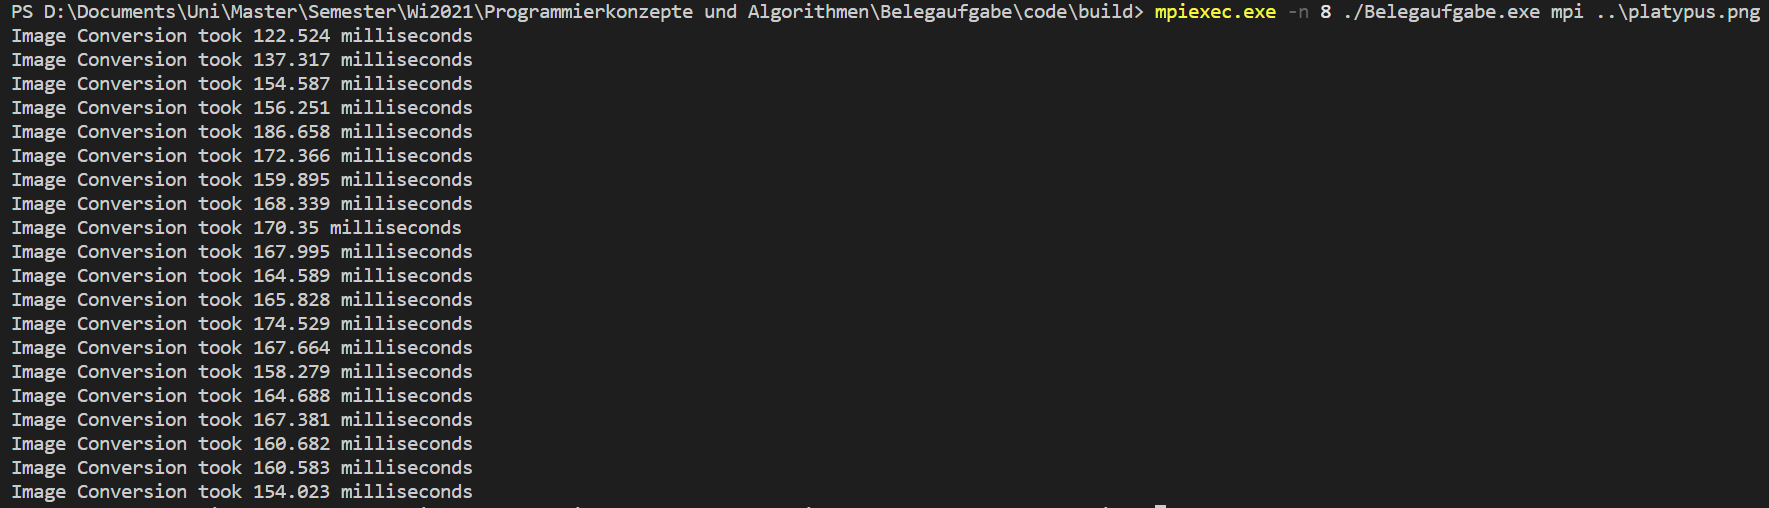 PS D:\Documents\Uni\Master\Semester\Wi2021\Programmierkonzepte und Algorithmen\Belegaufgabe\code\build> mpiexec.exe -n 8 ./Belegaufgabe.exe mpi ..\platypus.png
Image Conversion took 122.524 milliseconds
Image Conversion took 137.317 milliseconds
Image Conversion took 154.587 milliseconds
Image Conversion took 156.251 milliseconds
Image Conversion took 186.658 milliseconds
Image Conversion took 172.366 milliseconds
Image Conversion took 159.895 milliseconds
Image Conversion took 168.339 milliseconds
Image Conversion took 170.35 milliseconds
Image Conversion took 167.995 milliseconds
Image Conversion took 164.589 milliseconds
Image Conversion took 165.828 milliseconds
Image Conversion took 174.529 milliseconds
Image Conversion took 167.664 milliseconds
Image Conversion took 158.279 milliseconds
Image Conversion took 164.688 milliseconds
Image Conversion took 167.381 milliseconds
Image Conversion took 160.682 milliseconds
Image Conversion took 160.583 milliseconds
Image Conversion took 154.023 milliseconds